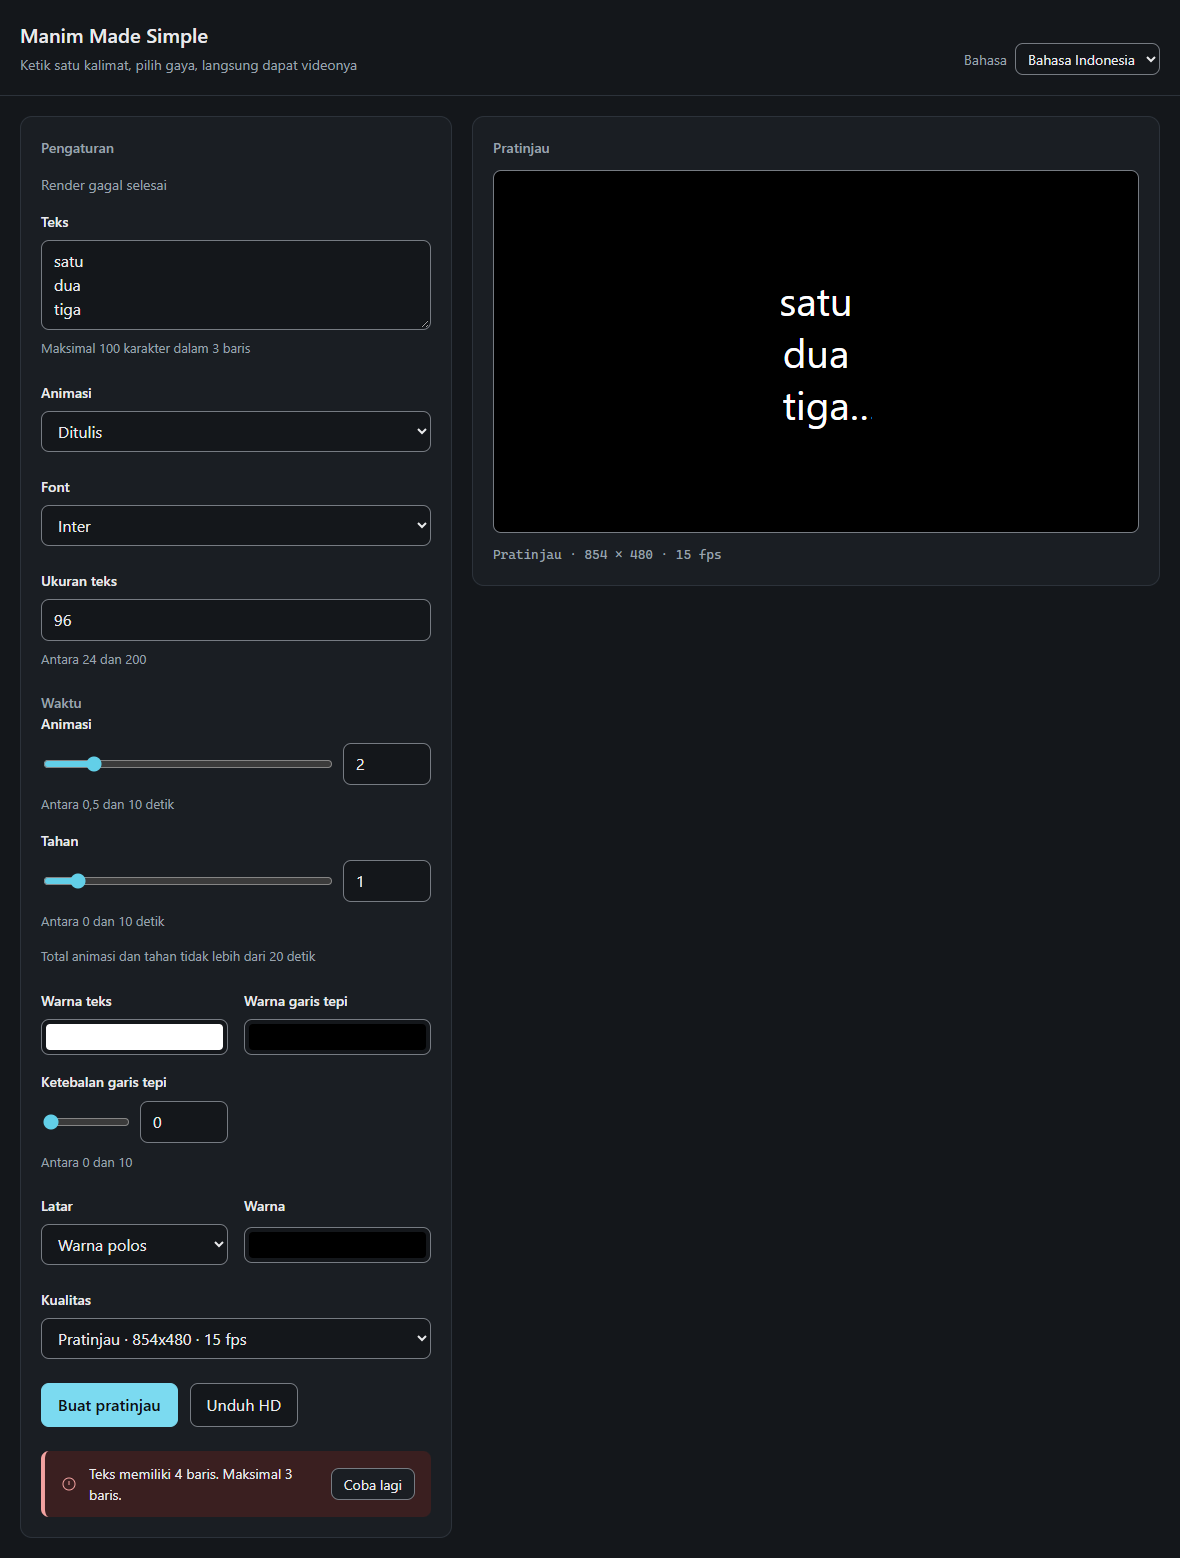 Manim Made Simple
Ketik satu kalimat, pilih gaya, langsung dapat videonya
Bahasa
Bahasa Indonesia
Pengaturan
Render gagal selesai
Teks
satu
dua
tiga
Maksimal 100 karakter dalam 3 baris
Animasi
Ditulis
Font
Inter
Ukuran teks
96
Antara 24 dan 200
Waktu
Animasi
2
Antara 0,5 dan 10 detik
Tahan
1
Antara 0 dan 10 detik
Total animasi dan tahan tidak lebih dari 20 detik
Warna teks
Warna garis tepi
Ketebalan garis tepi
0
Antara 0 dan 10
Latar
Warna
Warna polos
Kualitas
Pratinjau · 854x480 · 15 fps
Buat pratinjau
Unduh HD
Teks memiliki 4 baris. Maksimal 3
baris.
Coba lagi
Pratinjau
satu
dua
tiga...
Pratinjau · 854 × 480 · 15 fps